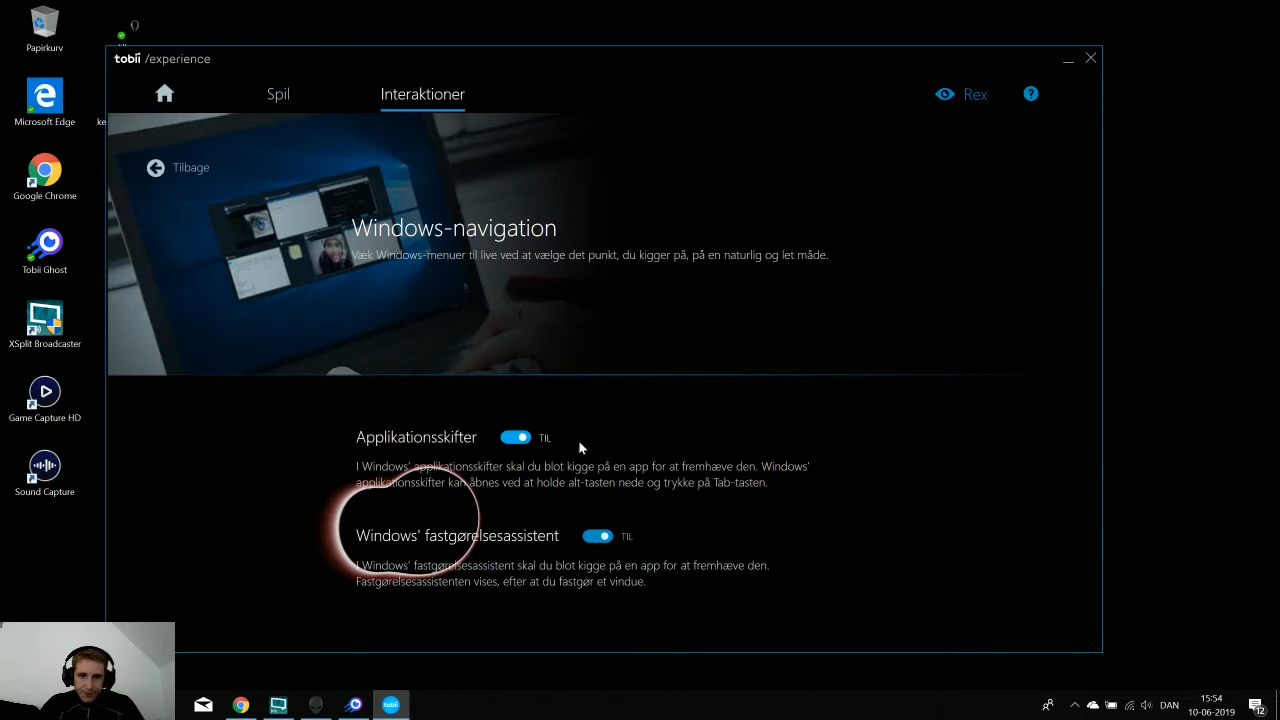 Papirkurv
Microsoft Edge
ke
Google Chrome
Tobii Ghost
XSplit Broadcaster
Game Capture HD
Sound Capture
tobii /experience
Spil
Interaktioner
Rex
?
Tilbage
Windows-navigation
Væk Windows-menuer til live ved at vælge det punkt, du kigger på, på en naturlig og let måde.
Applikationsskifter TIL
I Windows' applikationsskifter skal du blot kigge på en app for at fremhæve den. Windows'
applikationsskifter kan åbnes ved at holde alt-tasten nede og trykke på Tab-tasten.
Windows' fastgørelsesassistent TIL
I Windows' fastgørelsesassistent skal du blot kigge på en app for at fremhæve den.
Fastgørelsesassistenten vises, efter at du fastgør et vindue.
tobii
DAN
15:54
10-06-2019
12